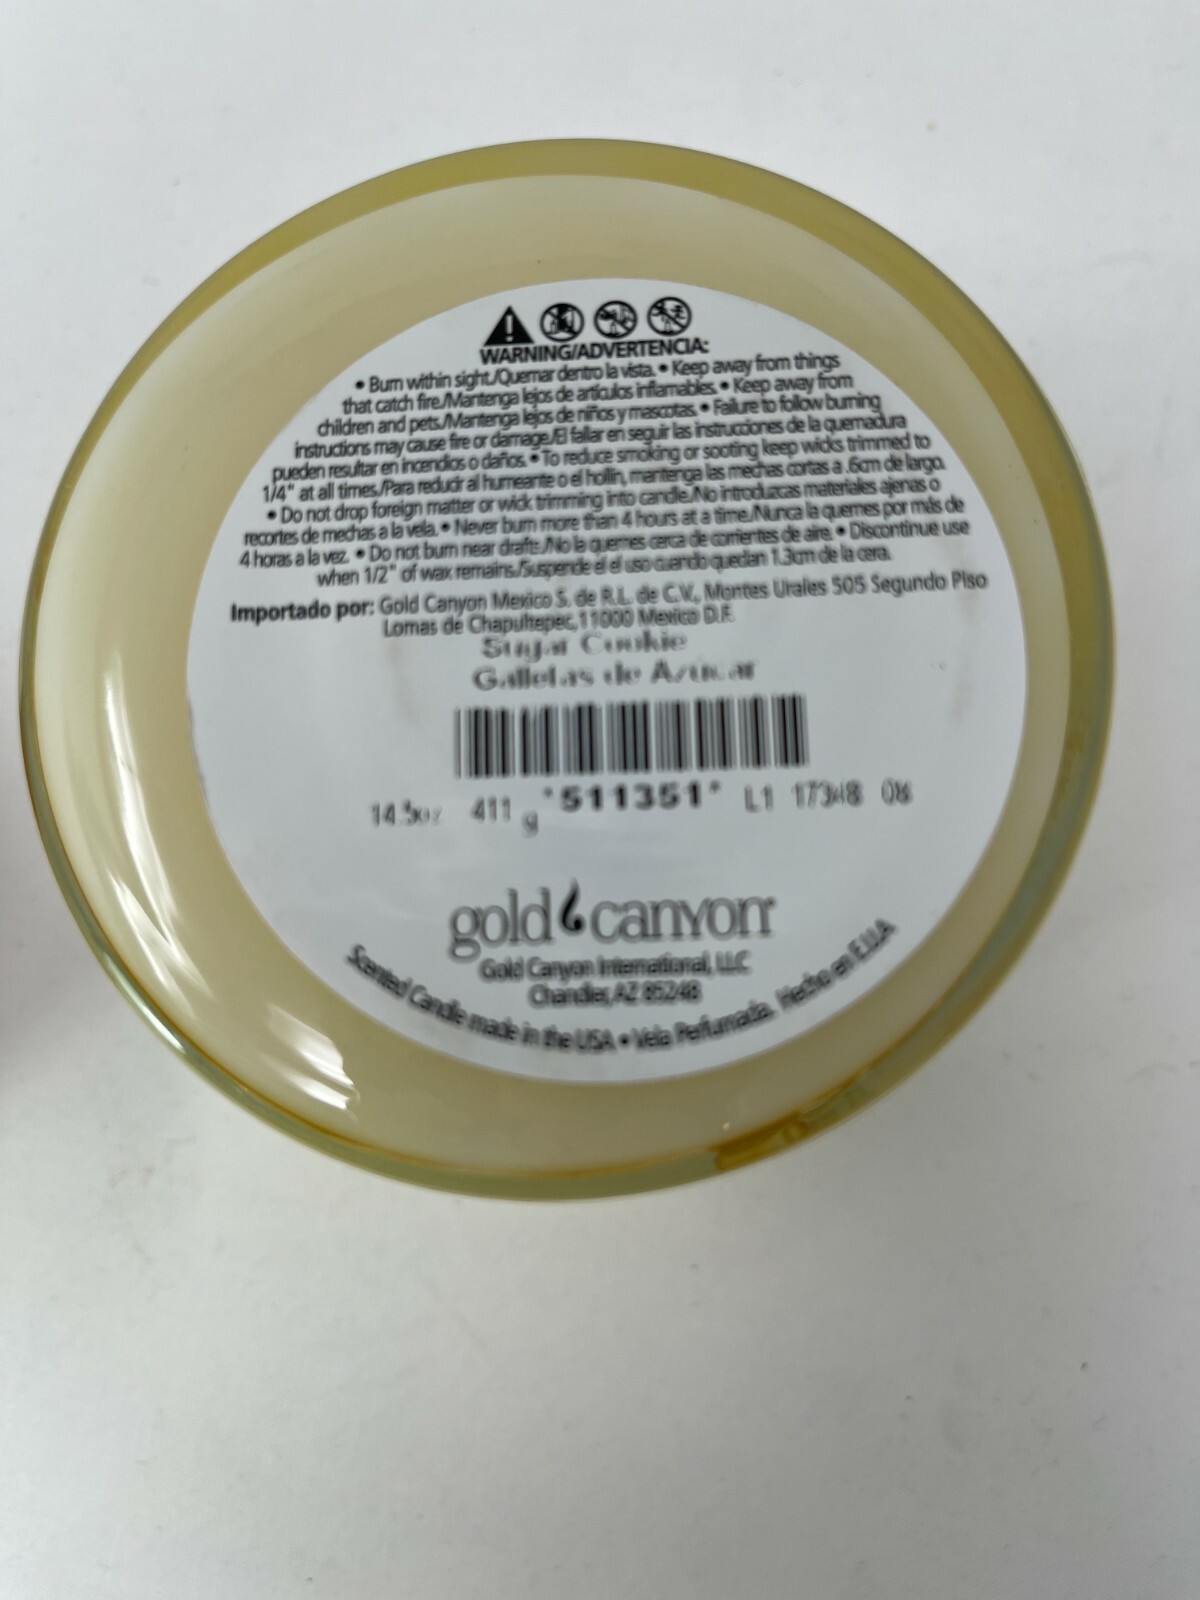 WARNING/ADVERTENCIA:
• Burn within sight./Quemar dentro la vista. • Keep away from things
that catch fire./Mantenga lejos de artículos inflamables. • Keep away from
children and pets./Mantenga lejos de niños y mascotas. • Failure to follow burning
instructions may cause fire or damage./El fallar en seguir las instrucciones de la quemadura
pueden resultar en incendios o daños. • To reduce smoking or sooting keep wicks trimmed to
1/4" at all times./Para reducir al humeante o el hollín, mantenga las mechas cortas a .6cm de largo.
• Do not drop foreign matter or wick trimming into candle./No introduzcas materiales ajenas o
recortes de mechas a la vela. • Never burn more than 4 hours at a time./Nunca la quemes por más de
4 horas a la vez. • Do not burn near drafts./No la quemes cerca de corrientes de aire. • Discontinue use
when 1/2" of wax remains./Suspende el el uso cuando quedan 1.3cm de la cera.
Importado por: Gold Canyon Mexico S. de R.L. de C.V., Montes Urales 505 Segundo Piso
Lomas de Chapultepec, 11000 Mexico D.F.
Sugar Cookie
Galletas de Azucar
14.5oz 411 g *511351* L1 17348 08
gold canyon
Gold Canyon International, LLC
Chandler, AZ 85248
Scented Candle made in the USA • Vela Perfumada. Hecho en E.U.A